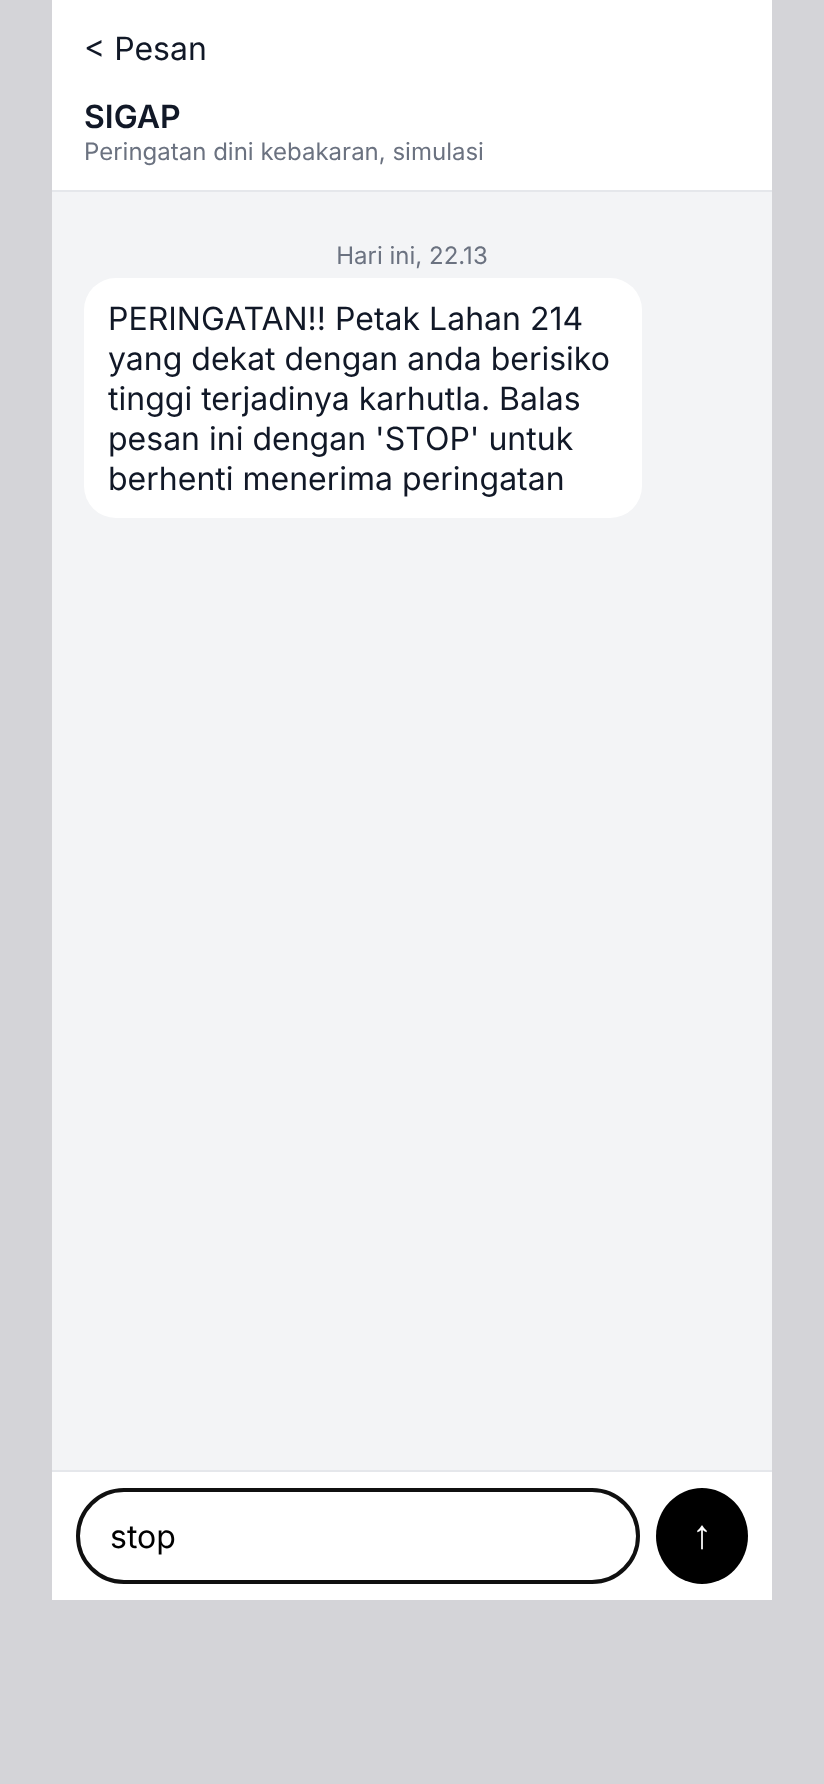 < Pesan
SIGAP
Peringatan dini kebakaran, simulasi
Hari ini, 22.13
PERINGATAN!! Petak Lahan 214
yang dekat dengan anda berisiko
tinggi terjadinya karhutla. Balas
pesan ini dengan 'STOP' untuk
berhenti menerima peringatan
stop
↑